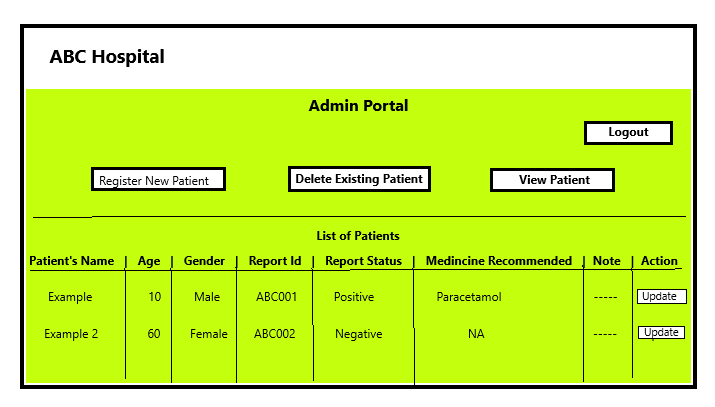 ABC Hospital
Admin Portal
Logout
Register New Patient
Delete Existing Patient
View Patient
List of Patients
Patient's Name | Age | Gender | Report Id | Report Status | Medincine Recommended | Note | Action
Example 10 Male ABC001 Positive Paracetamol ----- Update
Example 2 60 Female ABC002 Negative NA ----- Update